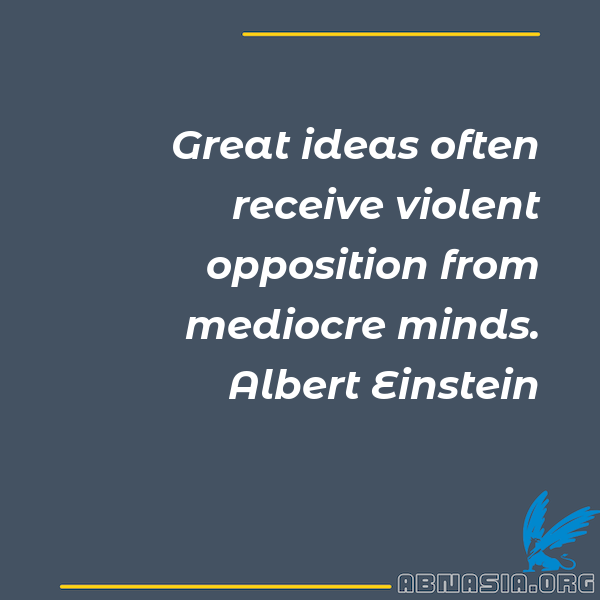 Great ideas often
receive violent
opposition from
mediocre minds.
Albert Einstein
ABNASIA.ORG